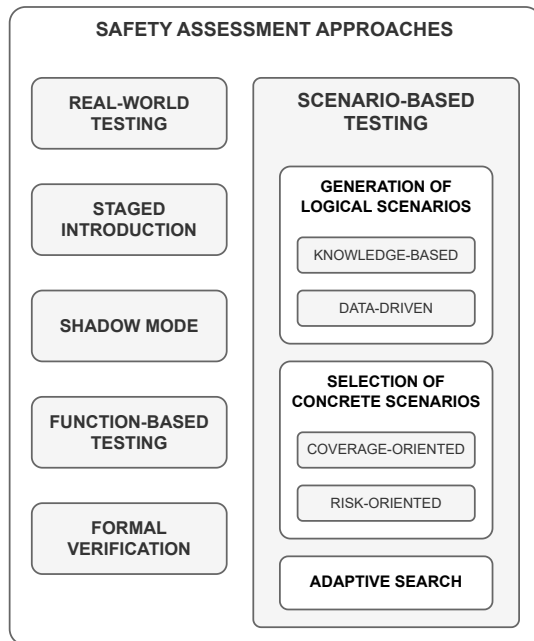 SAFETY ASSESSMENT APPROACHES
REAL-WORLD
TESTING
STAGED
INTRODUCTION
SHADOW MODE
FUNCTION-BASED
TESTING
FORMAL
VERIFICATION
SCENARIO-BASED
TESTING
GENERATION OF
LOGICAL SCENARIOS
KNOWLEDGE-BASED
DATA-DRIVEN
SELECTION OF
CONCRETE SCENARIOS
COVERAGE-ORIENTED
RISK-ORIENTED
ADAPTIVE SEARCH